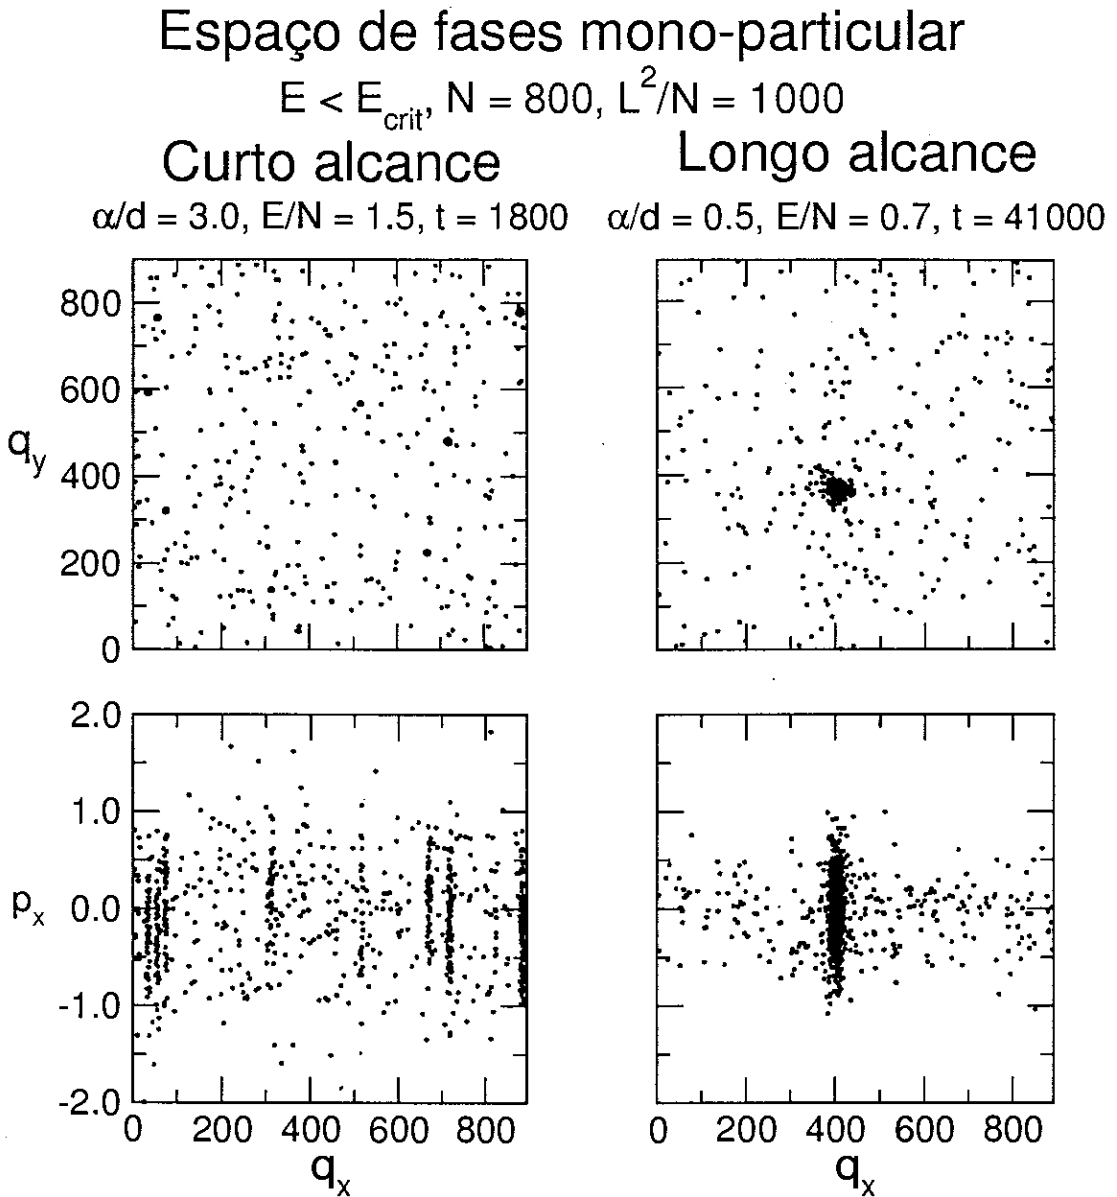 Espaço de fases mono-particular
E < E_crit, N = 800, L²/N = 1000
Curto alcance
Longo alcance
α/d = 3.0, E/N = 1.5, t = 1800
α/d = 0.5, E/N = 0.7, t = 41000
800
600
q_y
400
200
0
2.0
1.0
p_x
0.0
-1.0
-2.0
0 200 400 600 800
0 200 400 600 800
q_x
q_x